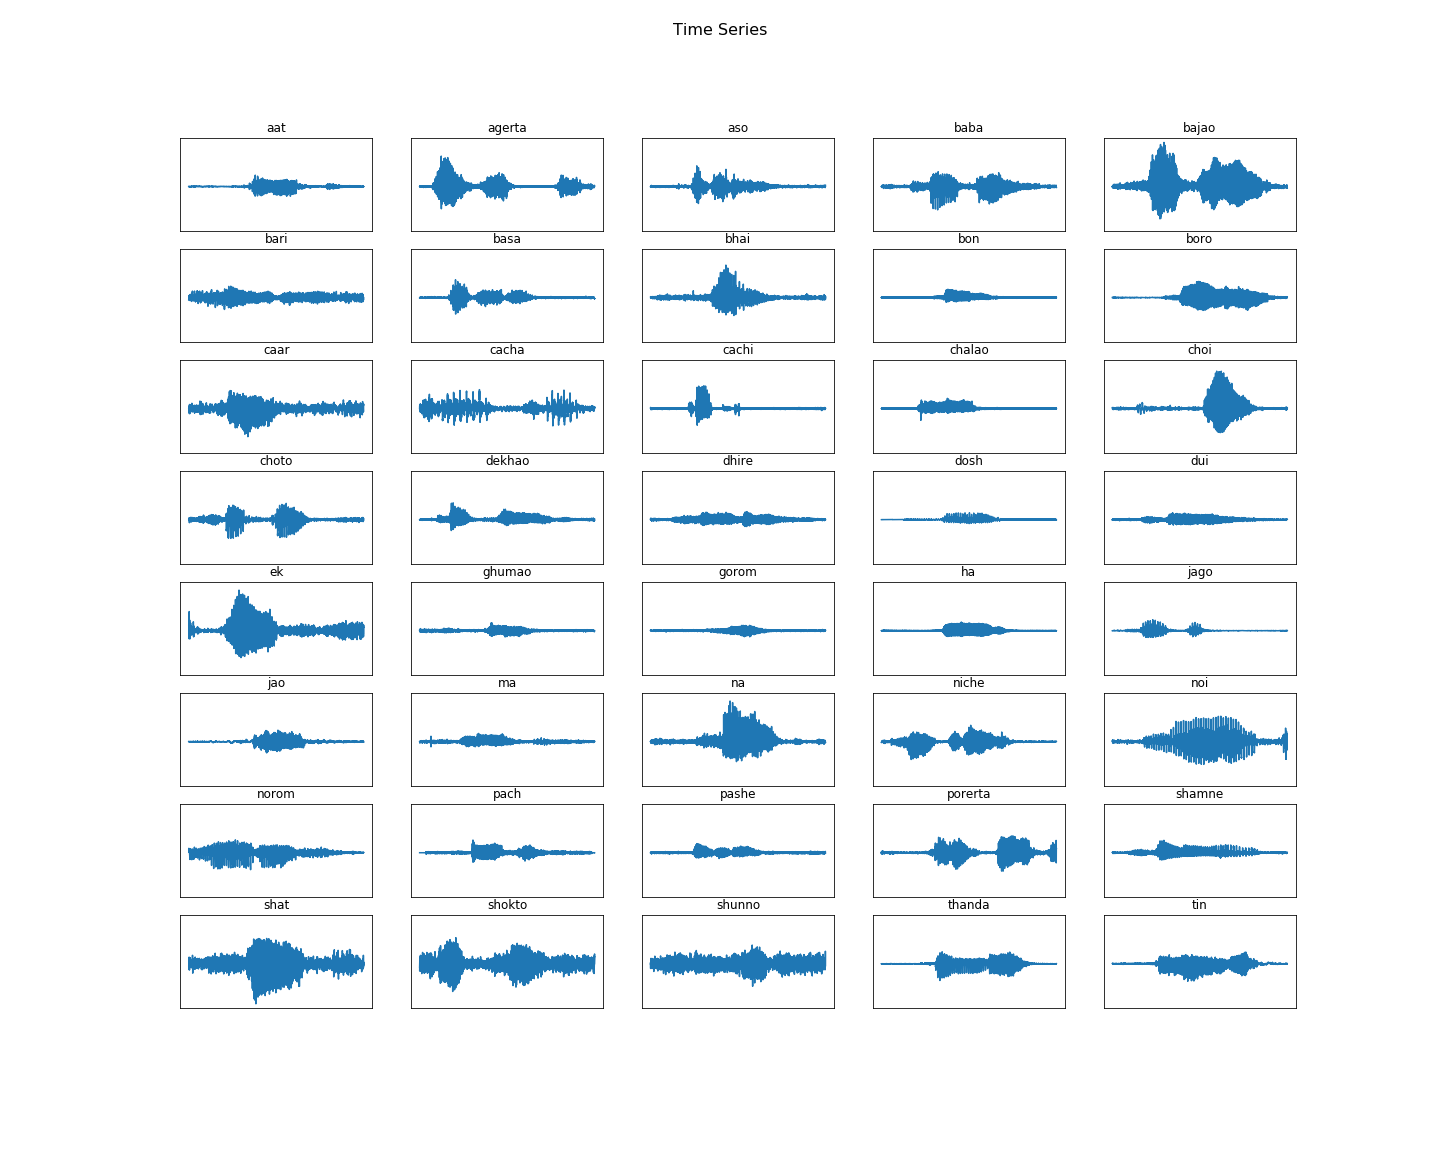 Time Series
aat agerta aso baba bajao
bari basa bhai bon boro
caar cacha cachi chalao choi
choto dekhao dhire dosh dui
ek ghumao gorom ha jago
jao ma na niche noi
norom pach pashe porerta shamne
shat shokto shunno thanda tin